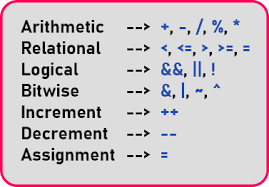 Arithmetic --> +, -, /, %, *
Relational --> <, <=, >, >=, =
Logical --> &&, ||, !
Bitwise --> &, |, ~, ^
Increment --> ++
Decrement --> --
Assignment --> =